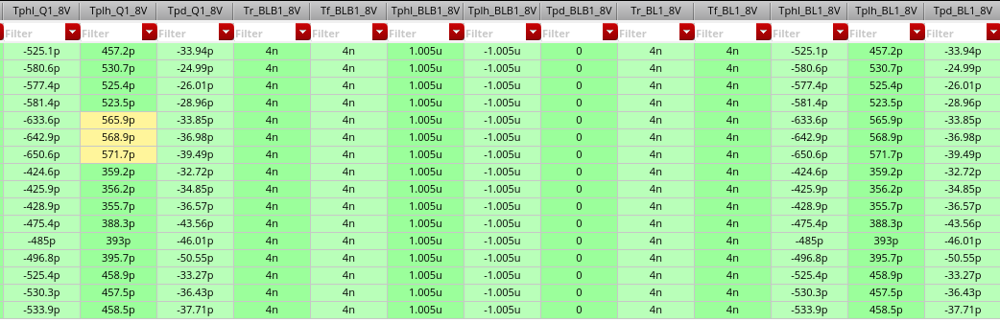 Tphl_Q1_8V Tplh_Q1_8V Tpd_Q1_8V Tr_BLB1_8V Tf_BLB1_8V Tphl_BLB1_8V Tplh_BLB1_8V Tpd_BLB1_8V Tr_BL1_8V Tf_BL1_8V Tphl_BL1_8V Tplh_BL1_8V Tpd_BL1_8V
Filter Filter Filter Filter Filter Filter Filter Filter Filter Filter Filter Filter Filter
-525.1p 457.2p -33.94p 4n 4n 1.005u -1.005u 0 4n 4n -525.1p 457.2p -33.94p
-580.6p 530.7p -24.99p 4n 4n 1.005u -1.005u 0 4n 4n -580.6p 530.7p -24.99p
-577.4p 525.4p -26.01p 4n 4n 1.005u -1.005u 0 4n 4n -577.4p 525.4p -26.01p
-581.4p 523.5p -28.96p 4n 4n 1.005u -1.005u 0 4n 4n -581.4p 523.5p -28.96p
-633.6p 565.9p -33.85p 4n 4n 1.005u -1.005u 0 4n 4n -633.6p 565.9p -33.85p
-642.9p 568.9p -36.98p 4n 4n 1.005u -1.005u 0 4n 4n -642.9p 568.9p -36.98p
-650.6p 571.7p -39.49p 4n 4n 1.005u -1.005u 0 4n 4n -650.6p 571.7p -39.49p
-424.6p 359.2p -32.72p 4n 4n 1.005u -1.005u 0 4n 4n -424.6p 359.2p -32.72p
-425.9p 356.2p -34.85p 4n 4n 1.005u -1.005u 0 4n 4n -425.9p 356.2p -34.85p
-428.9p 355.7p -36.57p 4n 4n 1.005u -1.005u 0 4n 4n -428.9p 355.7p -36.57p
-475.4p 388.3p -43.56p 4n 4n 1.005u -1.005u 0 4n 4n -475.4p 388.3p -43.56p
-485p 393p -46.01p 4n 4n 1.005u -1.005u 0 4n 4n -485p 393p -46.01p
-496.8p 395.7p -50.55p 4n 4n 1.005u -1.005u 0 4n 4n -496.8p 395.7p -50.55p
-525.4p 458.9p -33.27p 4n 4n 1.005u -1.005u 0 4n 4n -525.4p 458.9p -33.27p
-530.3p 457.5p -36.43p 4n 4n 1.005u -1.005u 0 4n 4n -530.3p 457.5p -36.43p
-533.9p 458.5p -37.71p 4n 4n 1.005u -1.005u 0 4n 4n -533.9p 458.5p -37.71p